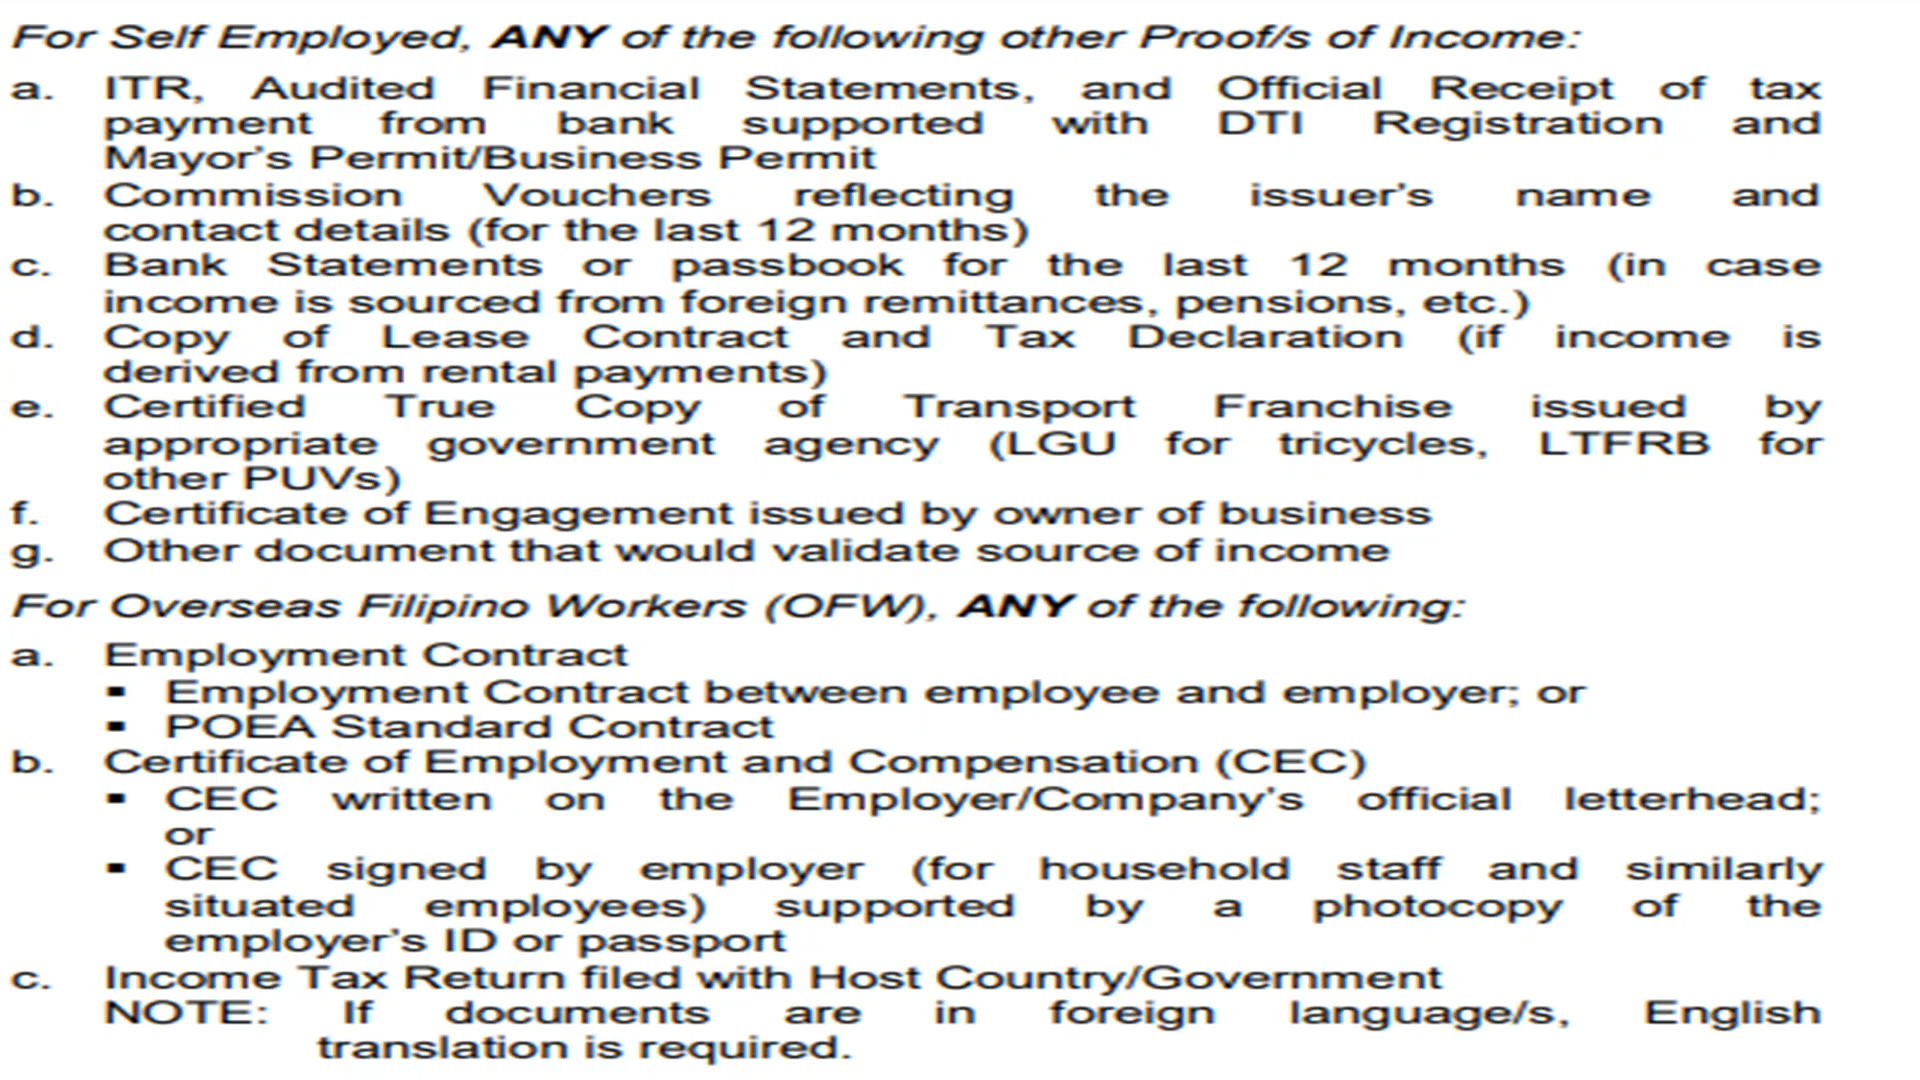 For Self Employed, ANY of the following other Proof/s of Income:
a. ITR, Audited Financial Statements, and Official Receipt of tax
payment from bank supported with DTI Registration and
Mayor's Permit/Business Permit
b. Commission Vouchers reflecting the issuer's name and
contact details (for the last 12 months)
c. Bank Statements or passbook for the last 12 months (in case
income is sourced from foreign remittances, pensions, etc.)
d. Copy of Lease Contract and Tax Declaration (if income is
derived from rental payments)
e. Certified True Copy of Transport Franchise issued by
appropriate government agency (LGU for tricycles, LTFRB for
other PUVs)
f. Certificate of Engagement issued by owner of business
g. Other document that would validate source of income
For Overseas Filipino Workers (OFW), ANY of the following:
a. Employment Contract
▪ Employment Contract between employee and employer; or
▪ POEA Standard Contract
b. Certificate of Employment and Compensation (CEC)
▪ CEC written on the Employer/Company's official letterhead;
or
▪ CEC signed by employer (for household staff and similarly
situated employees) supported by a photocopy of the
employer's ID or passport
c. Income Tax Return filed with Host Country/Government
NOTE: If documents are in foreign language/s, English
translation is required.